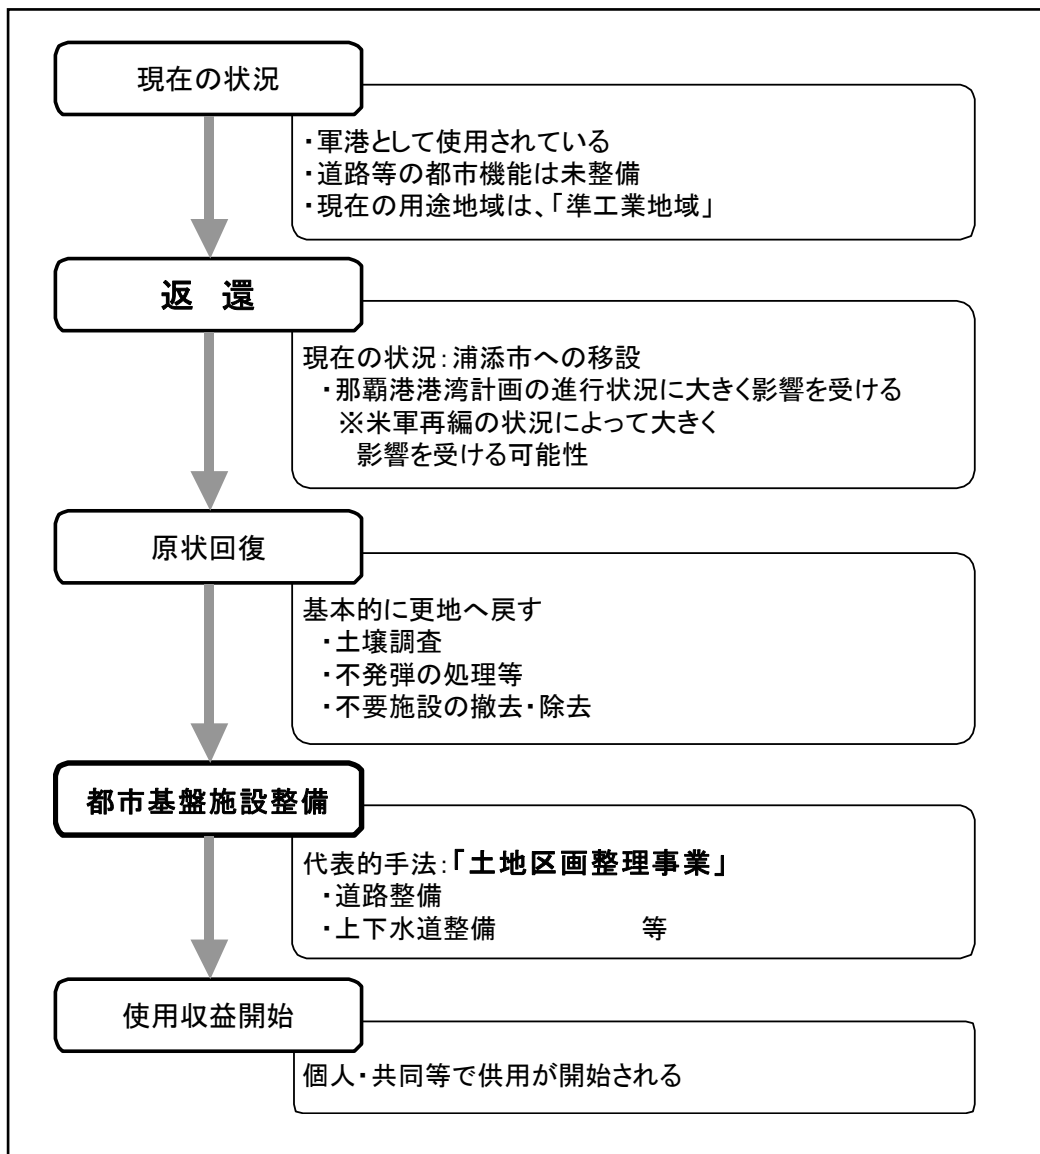 現在の状況
・軍港として使用されている
・道路等の都市機能は未整備
・現在の用途地域は、「準工業地域」
返　還
現在の状況：浦添市への移設
・那覇港港湾計画の進行状況に大きく影響を受ける
※米軍再編の状況によって大きく
影響を受ける可能性
原状回復
基本的に更地へ戻す
・土壌調査
・不発弾の処理等
・不要施設の撤去・除去
都市基盤施設整備
代表的手法：「土地区画整理事業」
・道路整備
・上下水道整備　　　　　等
使用収益開始
個人・共同等で供用が開始される